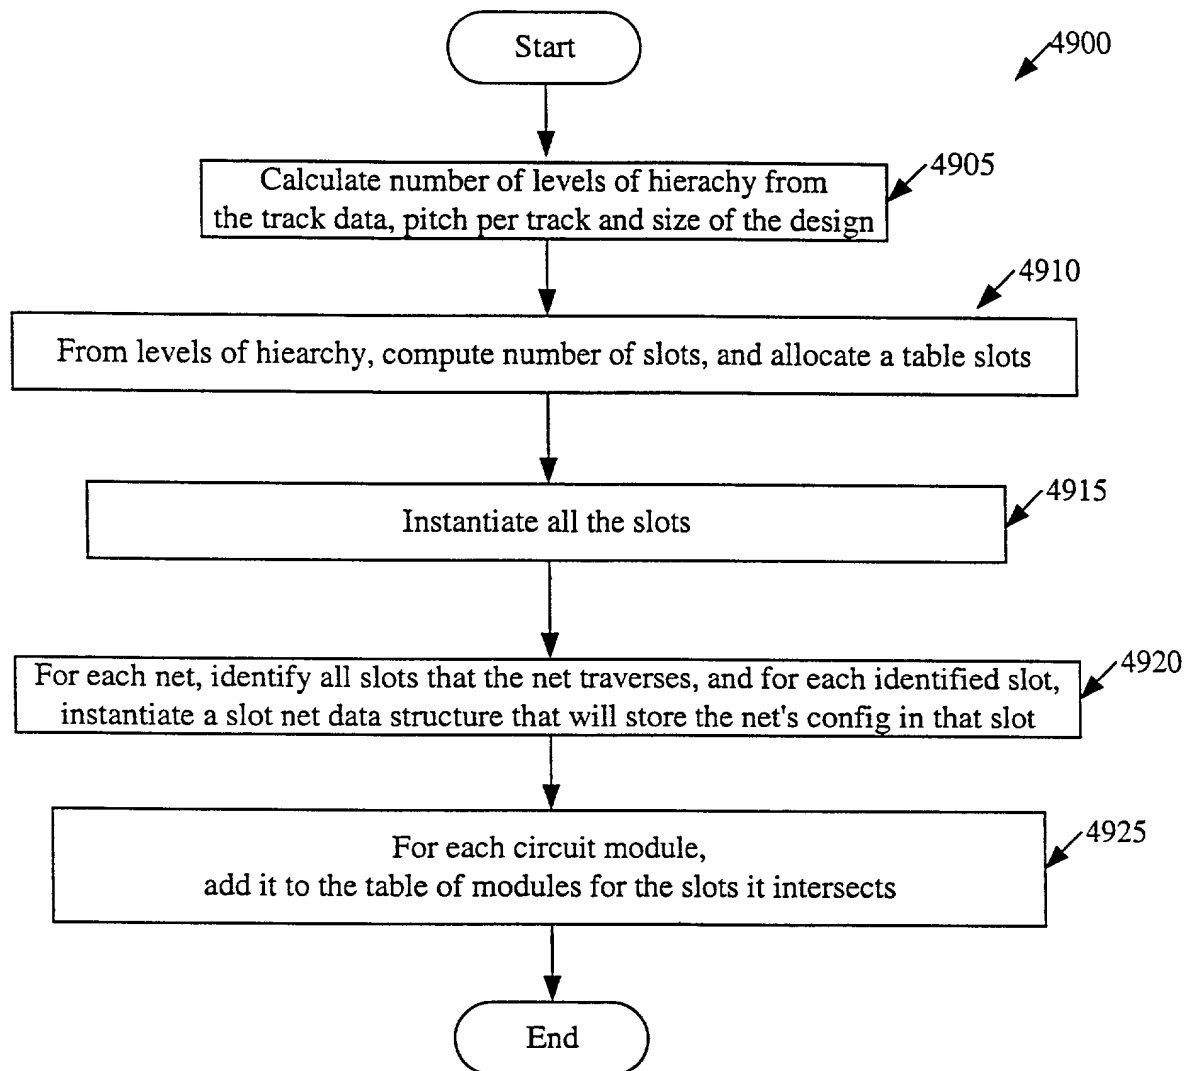 Start
4900
4905
Calculate number of levels of hierachy from
the track data, pitch per track and size of the design
4910
From levels of hiearchy, compute number of slots, and allocate a table slots
4915
Instantiate all the slots
4920
For each net, identify all slots that the net traverses, and for each identified slot,
instantiate a slot net data structure that will store the net's config in that slot
4925
For each circuit module,
add it to the table of modules for the slots it intersects
End